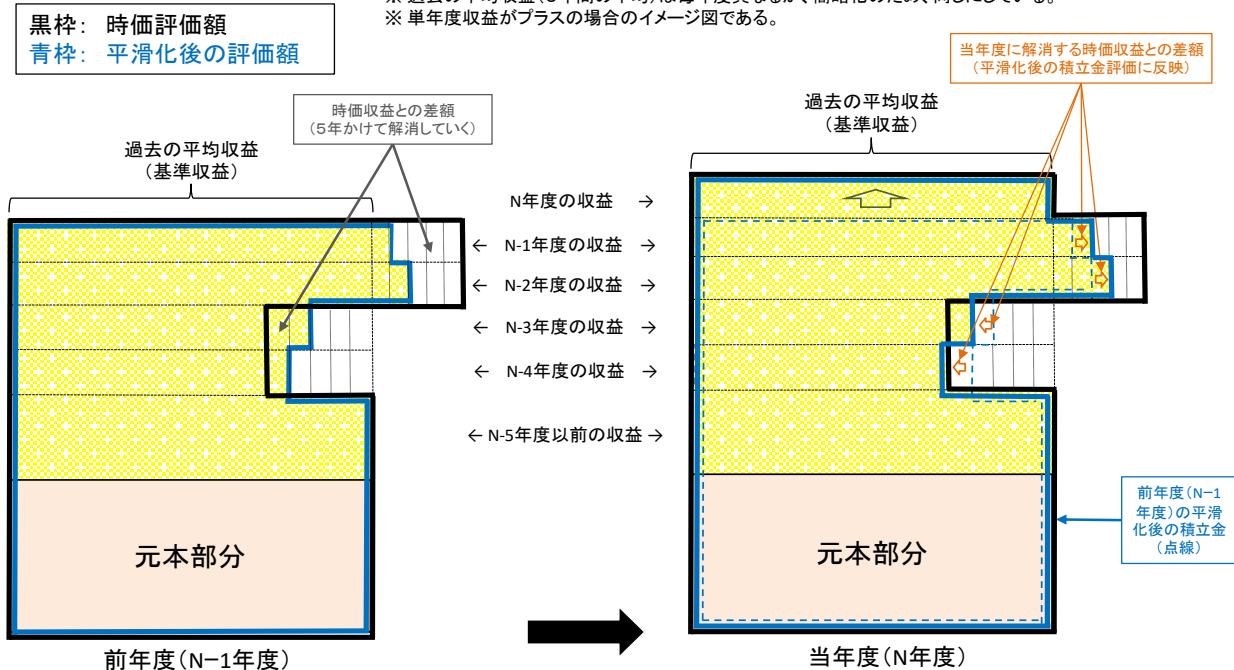 ※ 単年度収益がプラスの場合のイメージ図である。
黒枠： 時価評価額
青枠： 平滑化後の評価額
時価収益との差額
（５年かけて解消していく）
過去の平均収益
（基準収益）
当年度に解消する時価収益との差額
（平滑化後の積立金評価に反映）
過去の平均収益
（基準収益）
N年度の収益 →
← N-1年度の収益 →
← N-2年度の収益 →
← N-3年度の収益 →
← N-4年度の収益 →
← N-5年度以前の収益 →
元本部分
元本部分
前年度（N−1
年度）の平滑
化後の積立金
（点線）
前年度（N−1年度）
当年度（N年度）